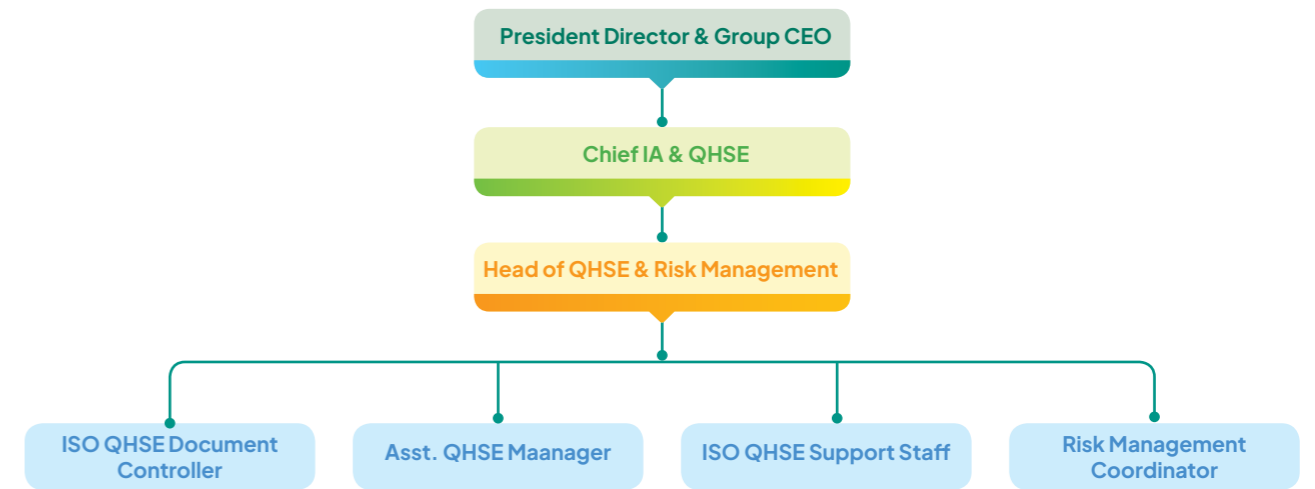 President Director & Group CEO
Chief IA & QHSE
Head of QHSE & Risk Management
ISO QHSE Document
Controller
Asst. QHSE Maanager
ISO QHSE Support Staff
Risk Management
Coordinator